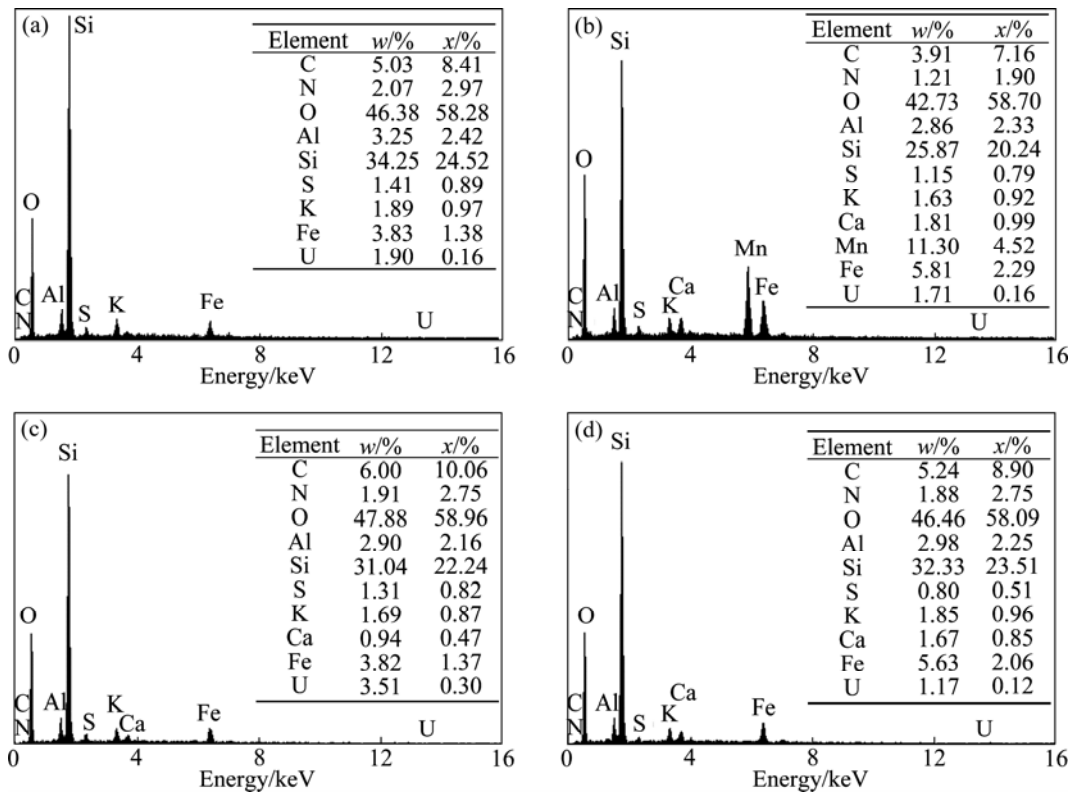 (a)
Si
Element w/% x/%
C 5.03 8.41
N 2.07 2.97
O 46.38 58.28
Al 3.25 2.42
Si 34.25 24.52
S 1.41 0.89
K 1.89 0.97
Fe 3.83 1.38
U 1.90 0.16
O
C
N
Al
S
K
Fe
U
0 4 8 12 16
Energy/keV
(b)
Si
Element w/% x/%
C 3.91 7.16
N 1.21 1.90
O 42.73 58.70
Al 2.86 2.33
Si 25.87 20.24
S 1.15 0.79
K 1.63 0.92
Ca 1.81 0.99
Mn 11.30 4.52
Fe 5.81 2.29
U 1.71 0.16
O
C
N
Al
S
K
Ca
Mn
Fe
U
0 4 8 12 16
Energy/keV
(c)
Si
Element w/% x/%
C 6.00 10.06
N 1.91 2.75
O 47.88 58.96
Al 2.90 2.16
Si 31.04 22.24
S 1.31 0.82
K 1.69 0.87
Ca 0.94 0.47
Fe 3.82 1.37
U 3.51 0.30
O
C
N
Al
S
K
Ca
Fe
U
0 4 8 12 16
Energy/keV
(d)
Si
Element w/% x/%
C 5.24 8.90
N 1.88 2.75
O 46.46 58.09
Al 2.98 2.25
Si 32.33 23.51
S 0.80 0.51
K 1.85 0.96
Ca 1.67 0.85
Fe 5.63 2.06
U 1.17 0.12
O
C
N
Al
S
K
Ca
Fe
U
0 4 8 12 16
Energy/keV